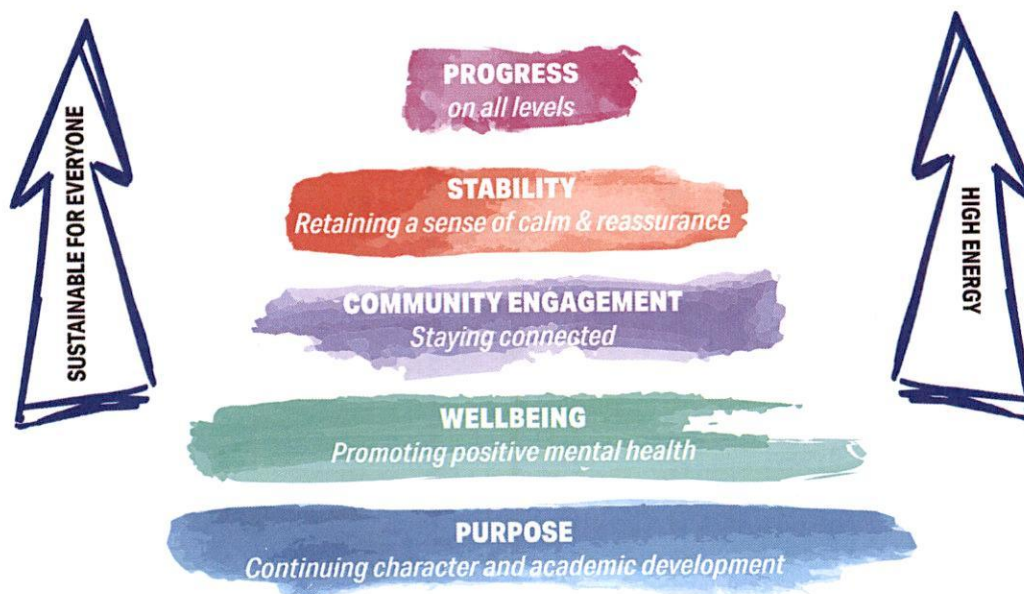 PROGRESS
on all levels
STABILITY
Retaining a sense of calm & reassurance
COMMUNITY ENGAGEMENT
Staying connected
WELLBEING
Promoting positive mental health
PURPOSE
Continuing character and academic development
SUSTAINABLE FOR EVERYONE
HIGH ENERGY